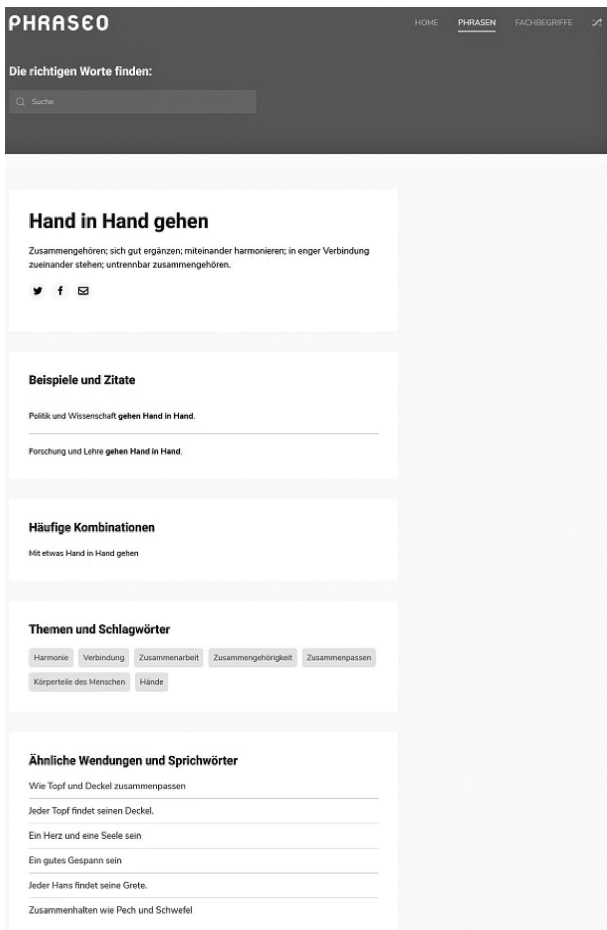 PHRASEO
HOME PHRASEN FACHBEGRIFFE
Die richtigen Worte finden:
Suche
Hand in Hand gehen
Zusammengehören; sich gut ergänzen; miteinander harmonieren; in enger Verbindung
zueinander stehen; untrennbar zusammengehören.
Beispiele und Zitate
Politik und Wissenschaft gehen Hand in Hand.
Forschung und Lehre gehen Hand in Hand.
Häufige Kombinationen
Mit etwas Hand in Hand gehen
Themen und Schlagwörter
Harmonie Verbindung Zusammenarbeit Zusammengehörigkeit Zusammenpassen
Körperteile des Menschen Hände
Ähnliche Wendungen und Sprichwörter
Wie Topf und Deckel zusammenpassen
Jeder Topf findet seinen Deckel.
Ein Herz und eine Seele sein
Ein gutes Gespann sein
Jeder Hans findet seine Grete.
Zusammenhalten wie Pech und Schwefel